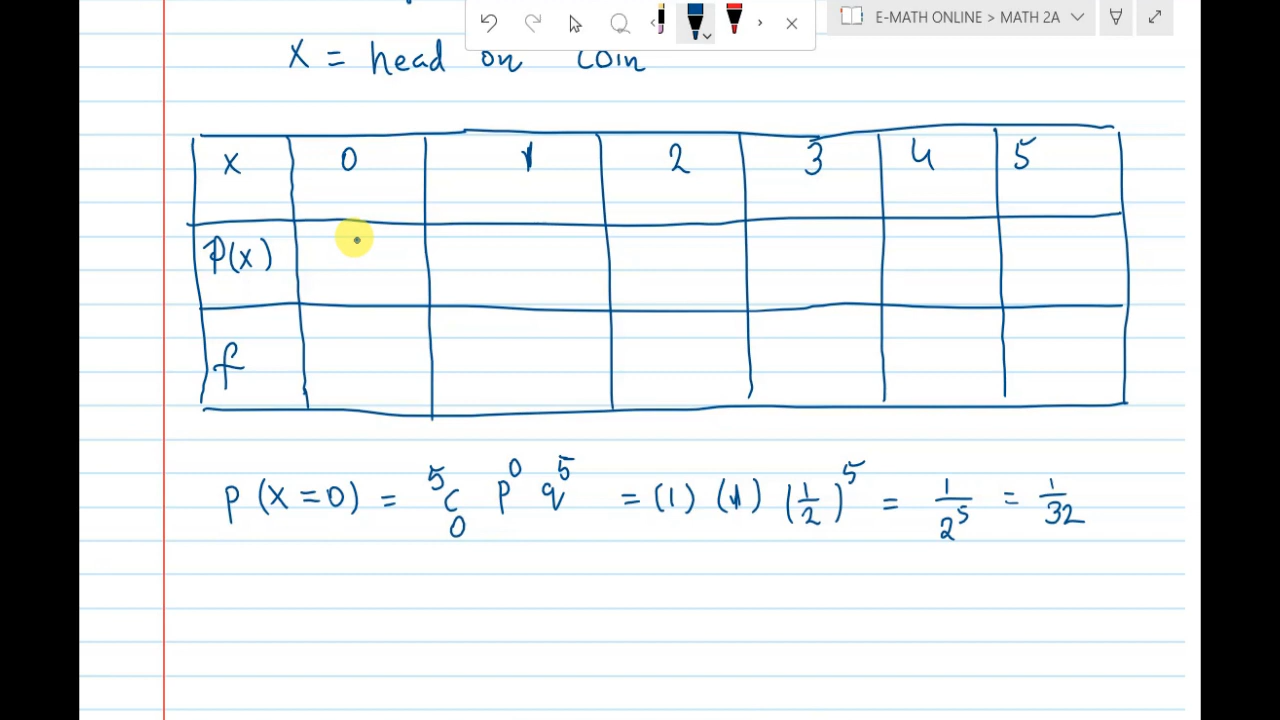 E-MATH ONLINE > MATH 2A
X = head on coin
x 0 1 2 3 4 5
P(x)
f
P (X = 0) = ⁵C₀ p⁰ q⁵ = (1) (1) (1/2)⁵ = 1/2⁵ = 1/32